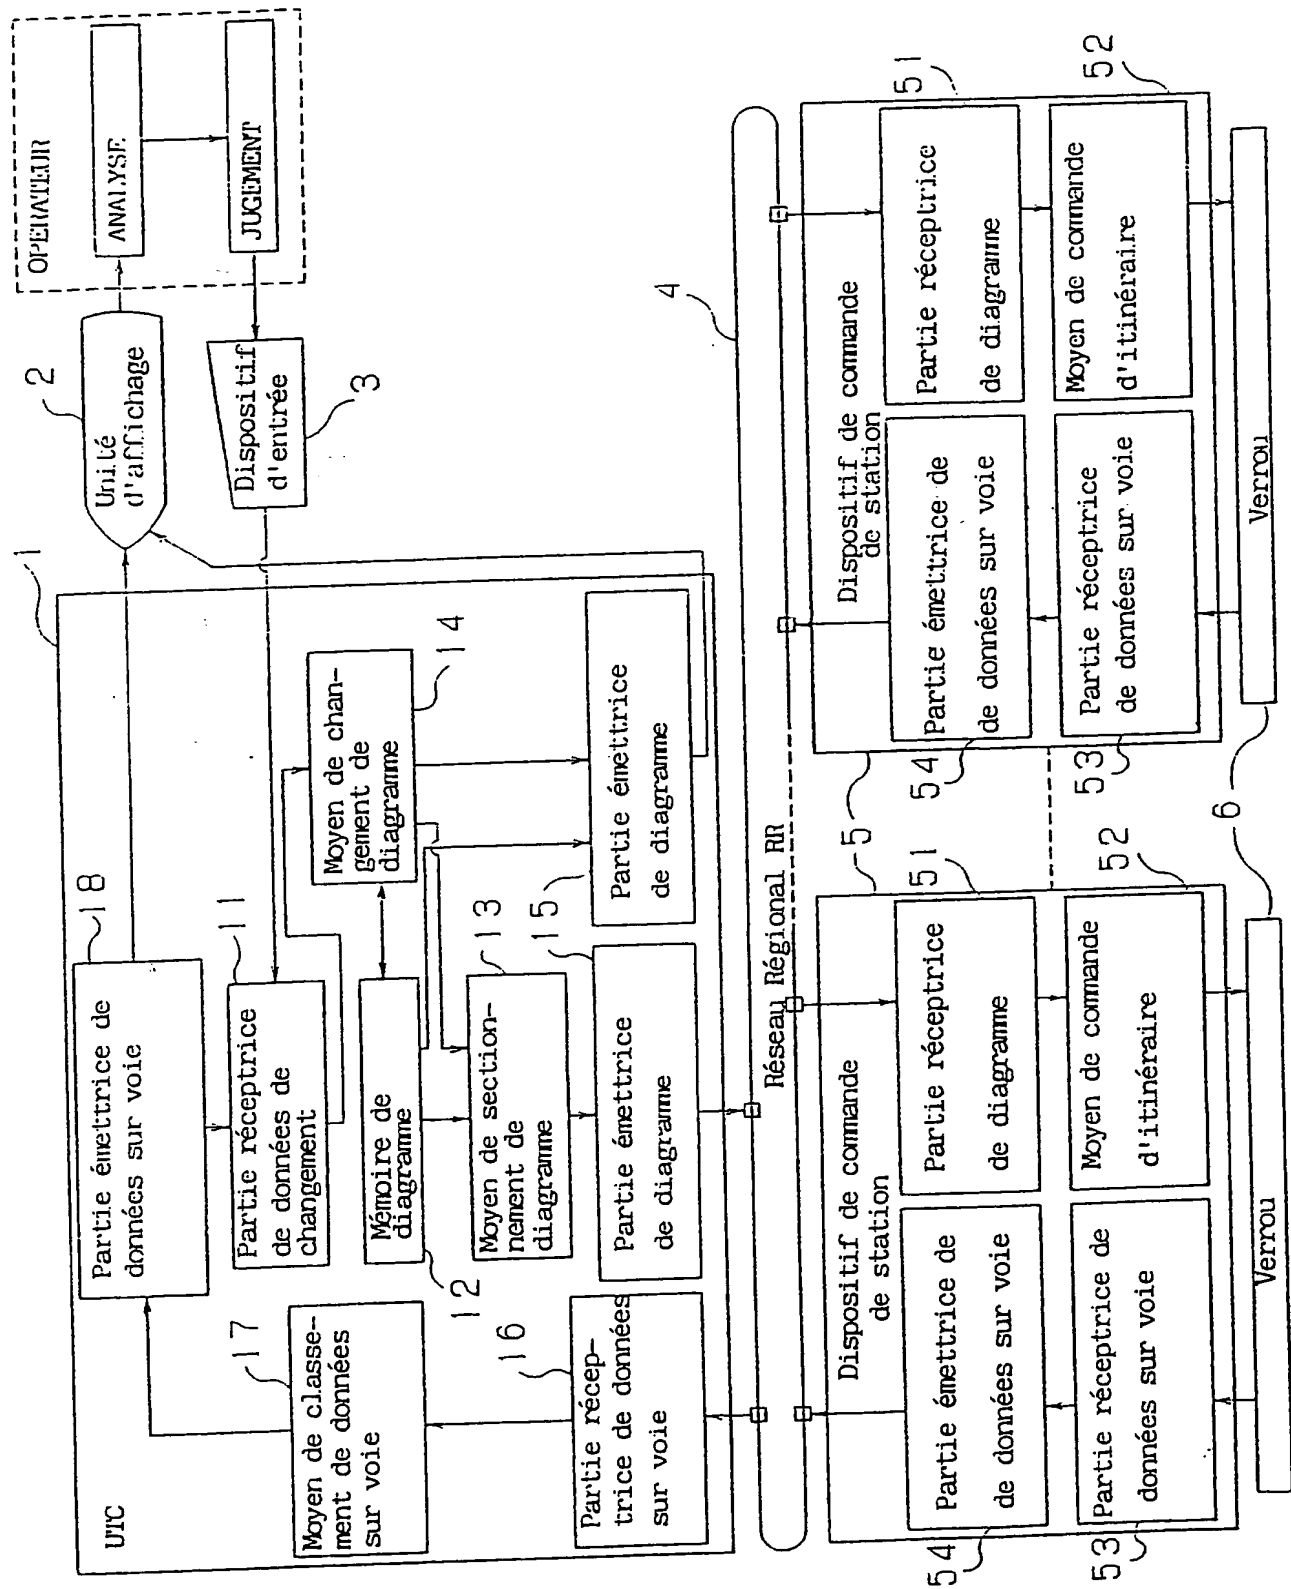 OPERATEUR
ANALYSE
JUGEMENT
2
Unité
d'affichage
Dispositif
d'entrée
3
1
UTC
18
Partie émettrice de
données sur voie
11
Partie réceptrice
de données de
changement
14
Moyen de chan-
gement de
diagramme
17
Moyen de classe-
ment de données
sur voie
12
Mémoire de
diagramme
13
Moyen de section-
nement de
diagramme
16
Partie récep-
trice de données
sur voie
15
Partie émettrice
de diagramme
Partie émettrice
de diagramme
4
Réseau Régional RR
5
Dispositif de commande
de station
54
Partie émettrice de
de données sur voie
51
Partie réceptrice
de diagramme
53
Partie réceptrice de
données sur voie
52
Moyen de commande
d'itinéraire
Verrou
6
Dispositif de commande
de station
54
Partie émettrice de
de données sur voie
51
Partie réceptrice
de diagramme
53
Partie réceptrice
de données sur voie
52
Moyen de commande
d'itinéraire
Verrou